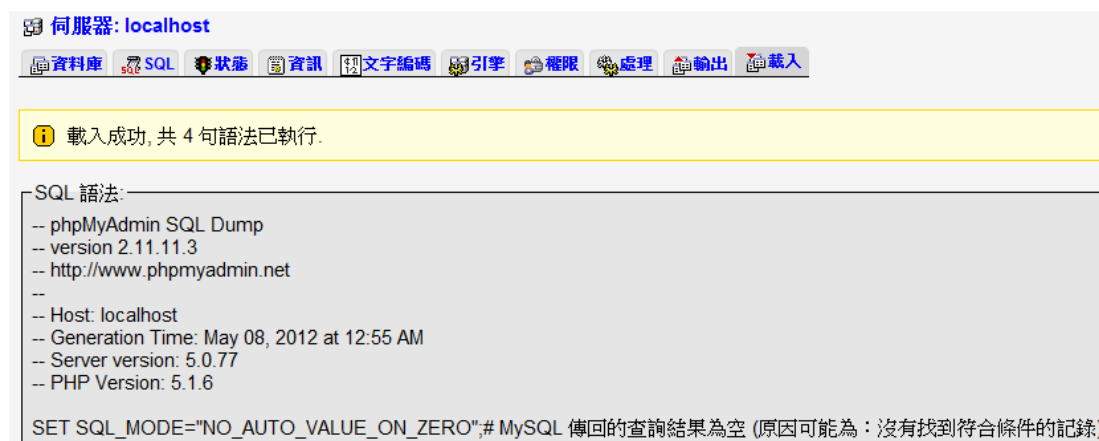 伺服器: localhost
資料庫 SQL 狀態 資訊 文字編碼 引擎 權限 處理 輸出 載入
載入成功, 共 4 句語法已執行.
SQL 語法:
-- phpMyAdmin SQL Dump
-- version 2.11.11.3
-- http://www.phpmyadmin.net
--
-- Host: localhost
-- Generation Time: May 08, 2012 at 12:55 AM
-- Server version: 5.0.77
-- PHP Version: 5.1.6
SET SQL_MODE="NO_AUTO_VALUE_ON_ZERO";# MySQL 傳回的查詢結果為空 (原因可能為：沒有找到符合條件的記錄)